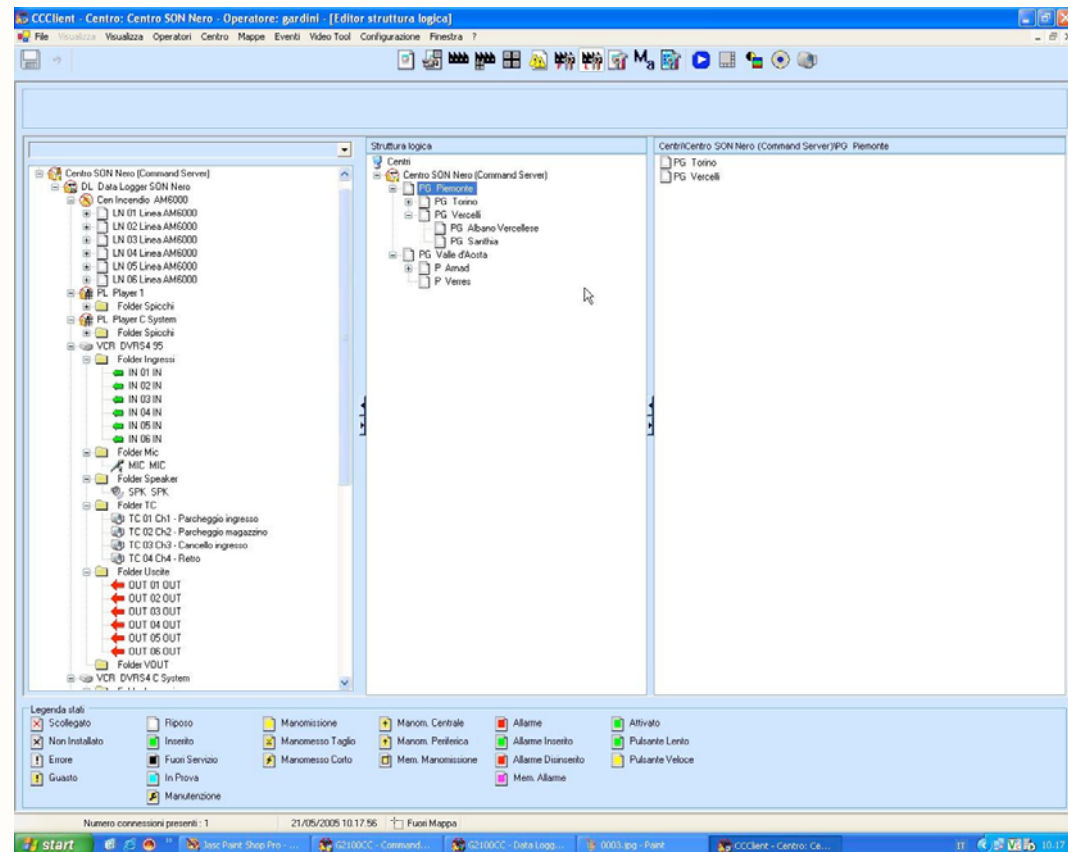 CCClient - Centro: Centro SON Nero - Operatore: gardini - [Editor struttura logica]
File Visualizza Visualizza Operatori Centro Mappe Eventi Video Tool Configurazione Finestra ?
Struttura logica
Centri\Centro SON Nero (Command Server)\PG Piemonte
Centro SON Nero (Command Server)
DL Data Logger SON Nero
Cen Incendio AM6000
LN 01 Linea AM6000
LN 02 Linea AM6000
LN 03 Linea AM6000
LN 04 Linea AM6000
LN 05 Linea AM6000
LN 06 Linea AM6000
PL Player 1
Folder Spicchi
PL Player C System
Folder Spicchi
VCR DVRS4 95
Folder Ingressi
IN 01 IN
IN 02 IN
IN 03 IN
IN 04 IN
IN 05 IN
IN 06 IN
Folder Mic
MIC MIC
Folder Speaker
SPK SPK
Folder TC
TC 01 Ch1 - Parcheggio ingresso
TC 02 Ch2 - Parcheggio magazzino
TC 03 Ch3 - Cancello ingresso
TC 04 Ch4 - Retro
Folder Uscite
OUT 01 OUT
OUT 02 OUT
OUT 03 OUT
OUT 04 OUT
OUT 05 OUT
OUT 06 OUT
Folder VOUT
VCR DVRS4 C System
Centri
Centro SON Nero (Command Server)
PG Piemonte
PG Torino
PG Vercelli
PG Albano Vercellese
PG Santhia
PG Valle d'Aosta
P Arnad
P Verres
PG Torino
PG Vercelli
Legenda stati
Scollegato Riposo Manomissione Manom. Centrale Allarme Attivato
Non Installato Inserito Manomesso Taglio Manom. Periferica Allarme Inserito Pulsante Lento
Errore Fuori Servizio Manomesso Corto Mem. Manomissione Allarme Disinserito Pulsante Veloce
Guasto In Prova Mem. Allarme
Manutenzione
Numero connessioni presenti : 1 21/05/2005 10.17.56 Fuori Mappa
start Jasc Paint Shop Pro - ... G2100CC - Command... G2100CC - Data Logg... 0003.jpg - Paint CCClient - Centro: Ce... IT 10.17